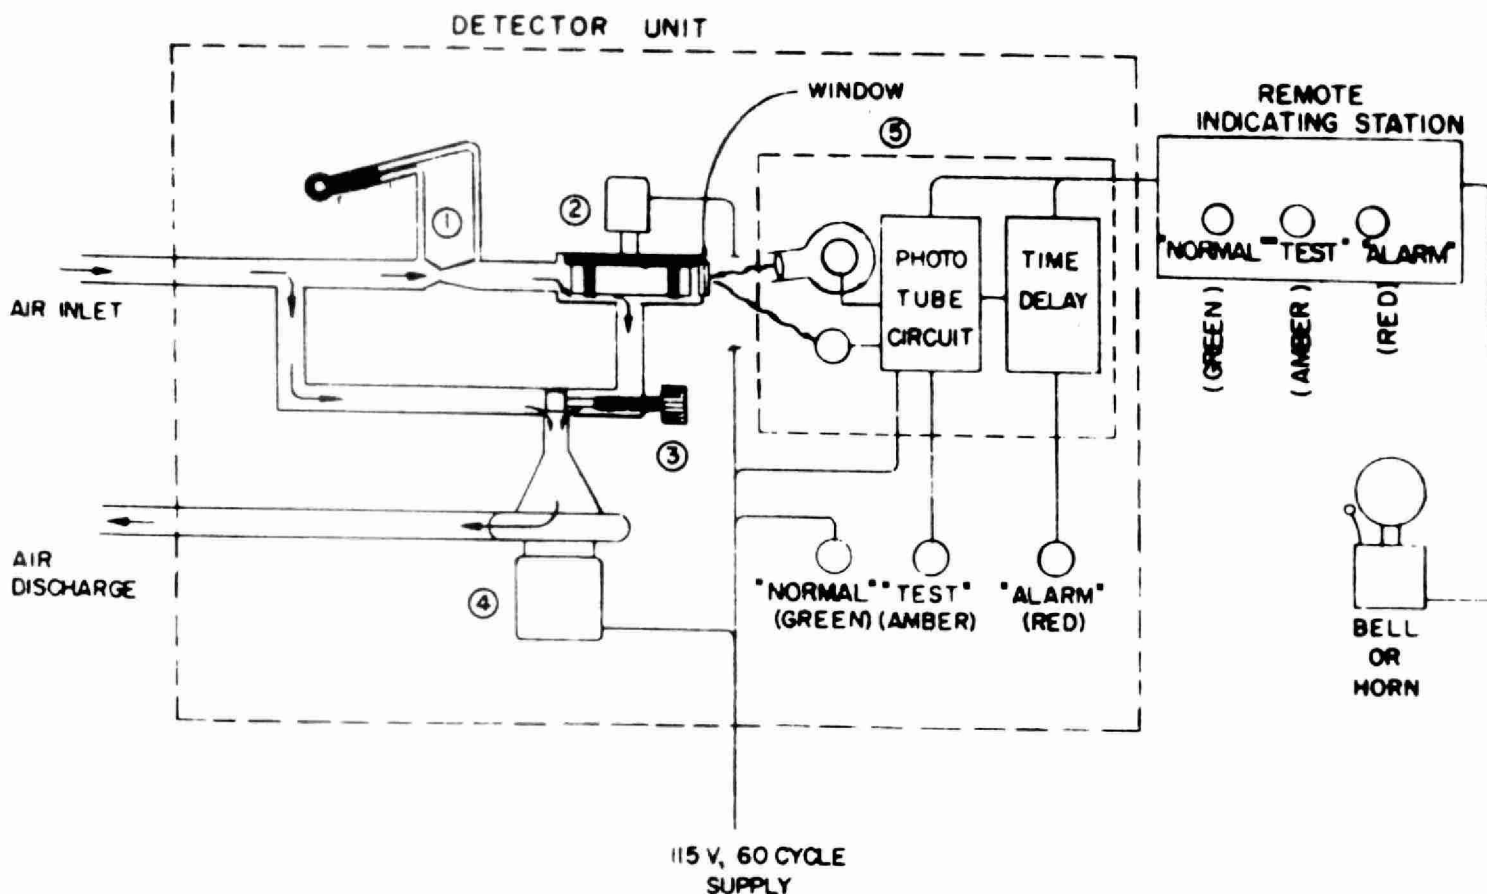 DETECTOR UNIT
WINDOW
⑤
REMOTE
INDICATING STATION
①
②
PHOTO
TUBE
CIRCUIT
TIME
DELAY
"NORMAL" "TEST" "ALARM"
(GREEN)
(AMBER)
(RED)
AIR INLET
③
AIR
DISCHARGE
④
"NORMAL" "TEST" "ALARM"
(GREEN) (AMBER) (RED)
BELL
OR
HORN
115 V, 60 CYCLE
SUPPLY